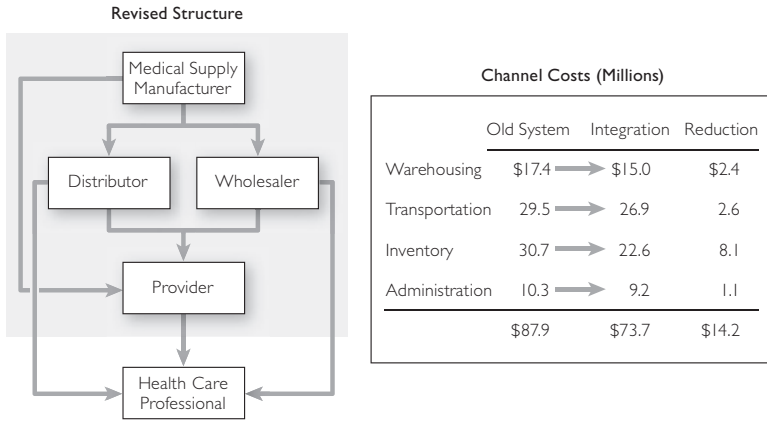 Revised Structure
Medical Supply
Manufacturer
Distributor
Wholesaler
Provider
Health Care
Professional
Channel Costs (Millions)
Old System Integration Reduction
Warehousing $17.4 $15.0 $2.4
Transportation 29.5 26.9 2.6
Inventory 30.7 22.6 8.1
Administration 10.3 9.2 1.1
$87.9 $73.7 $14.2